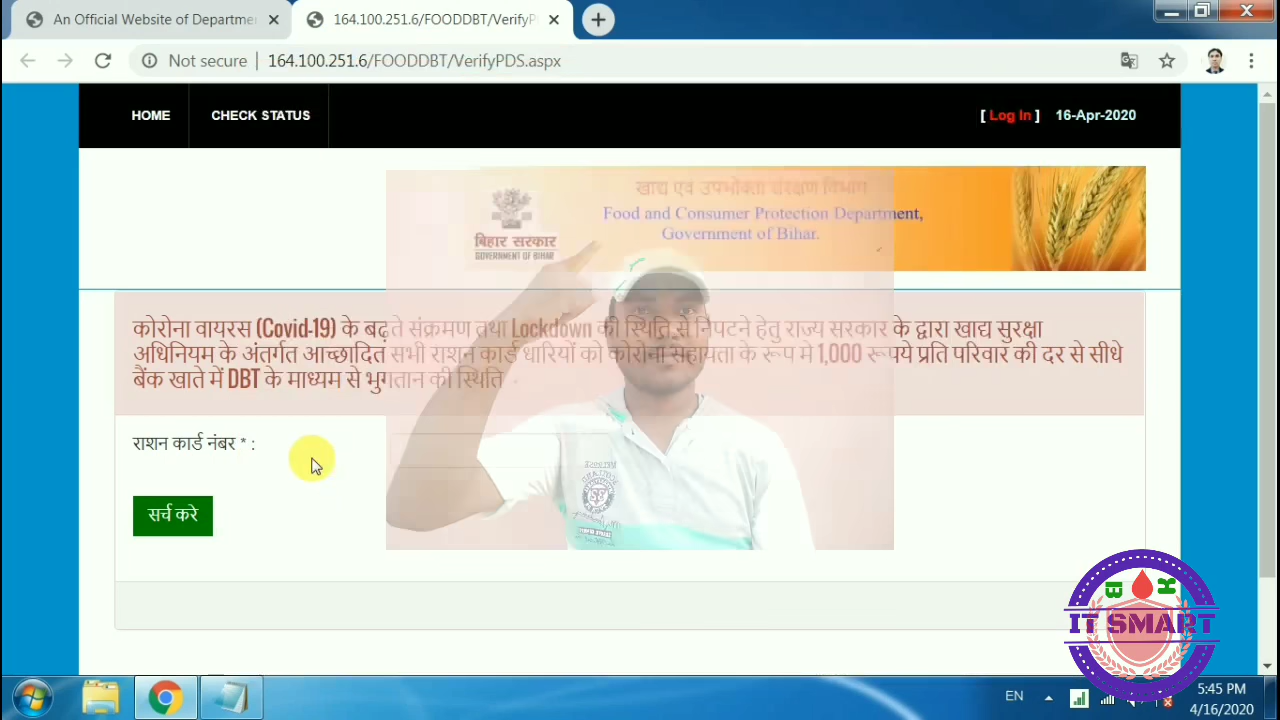 An Official Website of Departme
164.100.251.6/FOODDBT/VerifyP
Not secure
164.100.251.6/FOODDBT/VerifyPDS.aspx
HOME
CHECK STATUS
[ Log In ]
16-Apr-2020
खाद्य एवं उपभोक्ता संरक्षण विभाग
Food and Consumer Protection Department,
Government of Bihar.
बिहार सरकार
GOVERNMENT OF BIHAR
कोरोना वायरस (Covid-19) के बढ़ते संक्रमण तथा Lockdown की स्थिति से निपटने हेतु राज्य सरकार के द्वारा खाद्य सुरक्षा
अधिनियम के अंतर्गत आच्छादित सभी राशन कार्ड धारियों को कोरोना सहायता के रूप मे 1,000 रूपये प्रति परिवार की दर से सीधे
बैंक खाते में DBT के माध्यम से भुगतान की स्थिति
राशन कार्ड नंबर * :
सर्च करे
IT SMART
EN
5:45 PM
4/16/2020